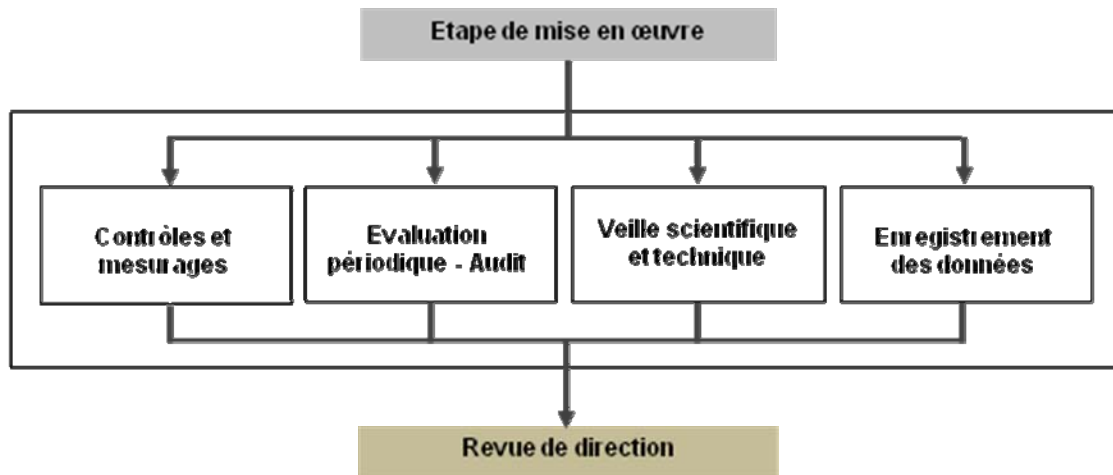 Etape de mise en œuvre
Contrôles et
mesurages
Evaluation
périodique - Audit
Veille scientifique
et technique
Enregistrement
des données
Revue de direction